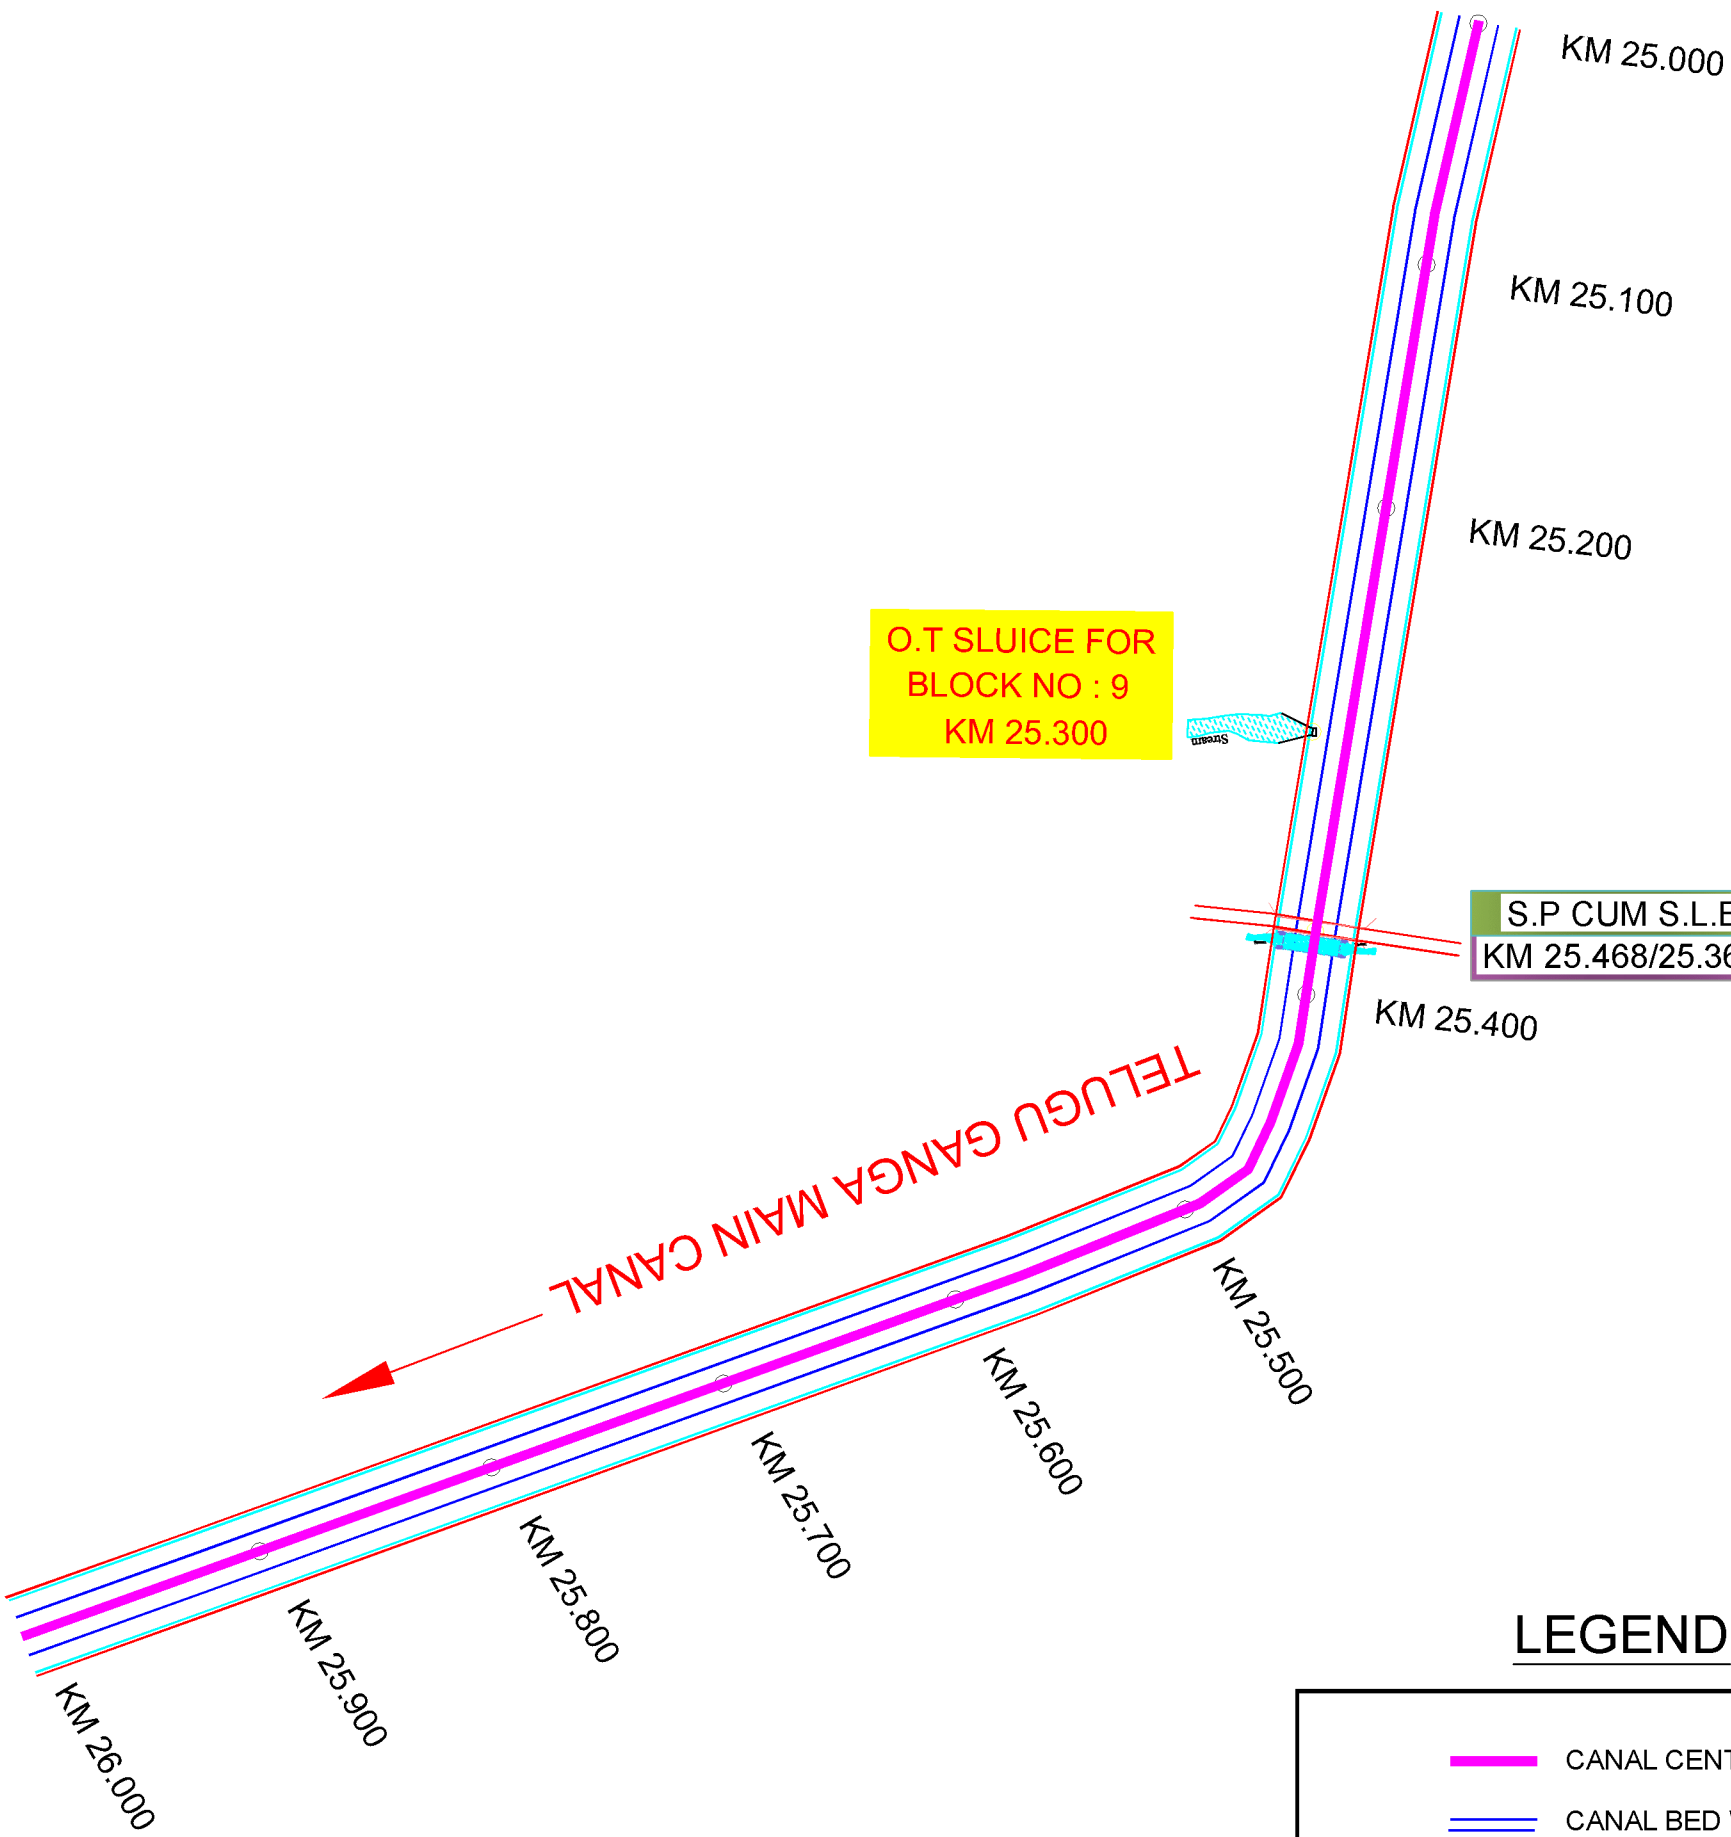 KM 25.000
KM 25.100
KM 25.200
O.T SLUICE FOR
BLOCK NO : 9
KM 25.300
Stream
S.P CUM S.L.B
KM 25.468/25.36
KM 25.400
TELUGU GANGA MAIN CANAL
KM 25.500
KM 25.600
KM 25.700
KM 25.800
KM 25.900
KM 26.000
LEGEND
CANAL CENT
CANAL BED